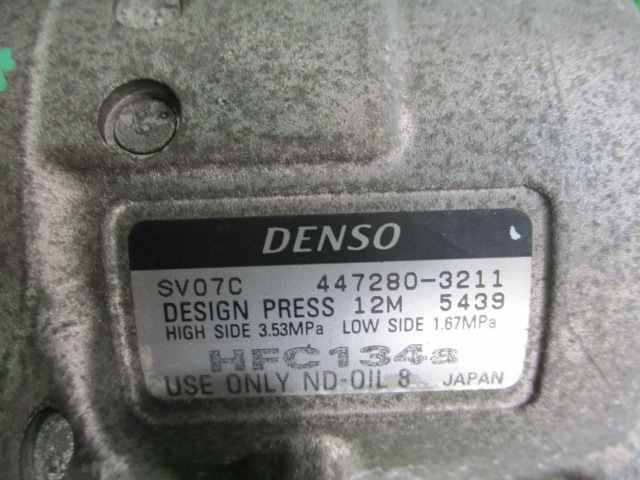 DENSO
SV07C 447280-3211
DESIGN PRESS 12M 5439
HIGH SIDE 3.53MPa LOW SIDE 1.67MPa
HFC134a
USE ONLY ND-OIL 8 JAPAN